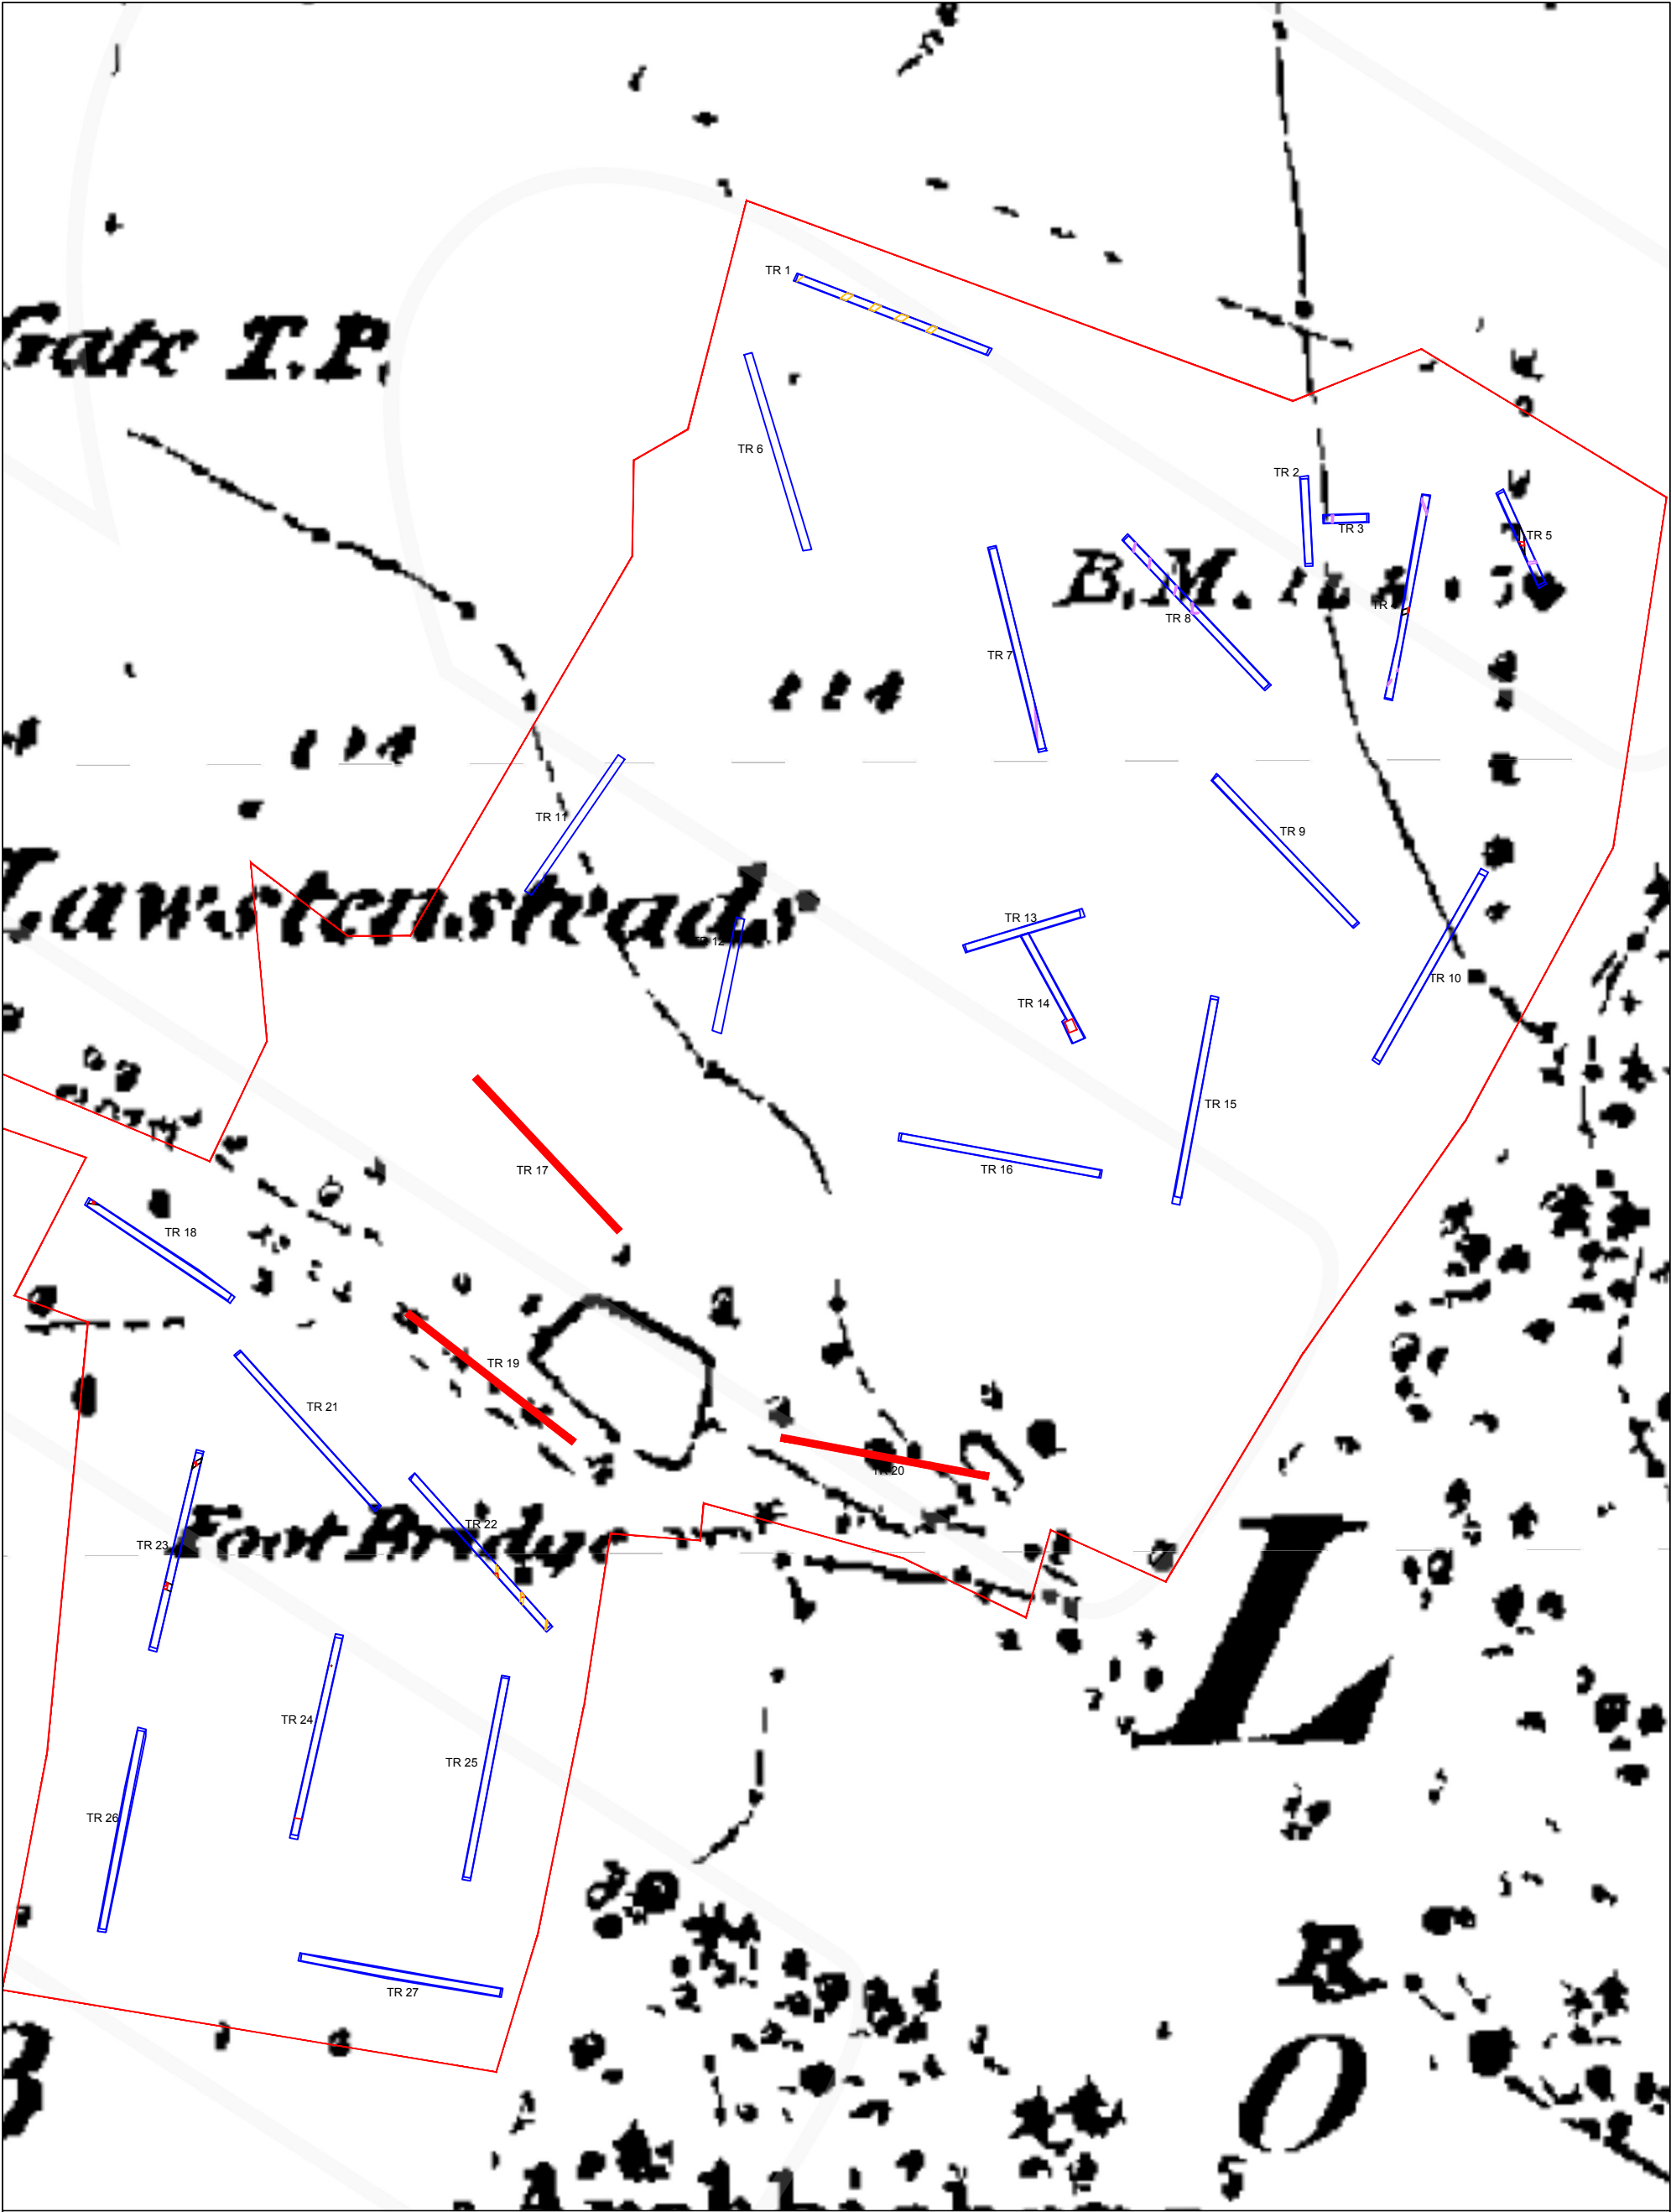 TR 1
Gate T.P.
TR 6
TR 2
TR 3
TR 5
B.M.
TR 4
TR 8
TR 7
TR 11
TR 9
Lawstenshads
TR 12
TR 13
TR 10
TR 14
TR 15
TR 16
TR 17
TR 18
TR 19
TR 21
TR 20
TR 22
Foot Bridge
TR 23
L
TR 24
TR 25
TR 26
R
TR 27
O
3